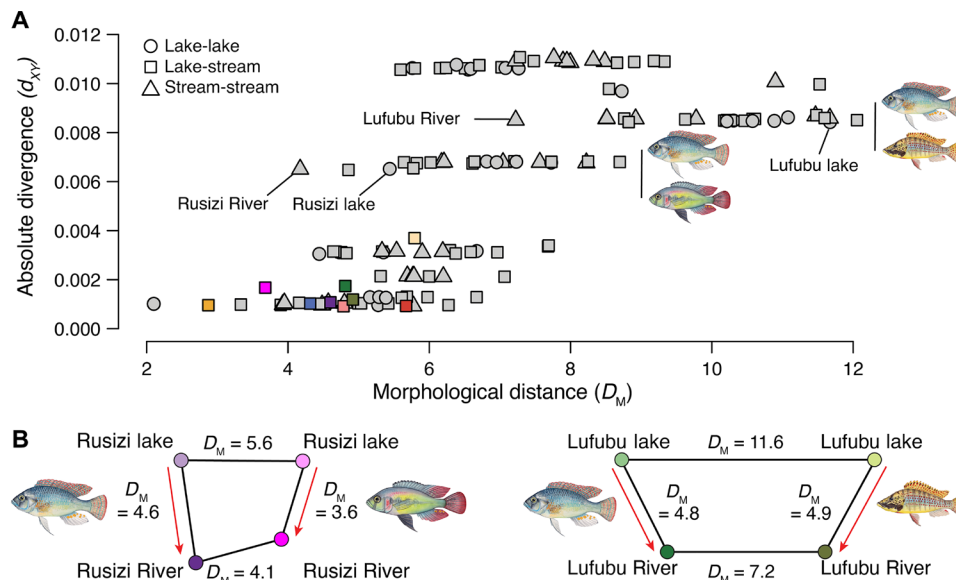 A
0.012
0.010
0.008
0.006
0.004
0.002
0.000
Absolute divergence (dXY)
Lake-lake
Lake-stream
Stream-stream
Lufubu River
Lufubu lake
Rusizi River
Rusizi lake
2
4
6
8
10
12
Morphological distance (DM)
B
Rusizi lake
DM = 5.6
Rusizi lake
DM
= 4.6
DM
= 3.6
Rusizi River
DM = 4.1
Rusizi River
Lufubu lake
DM = 11.6
Lufubu lake
DM
= 4.8
DM
= 4.9
Lufubu River
DM = 7.2
Lufubu River